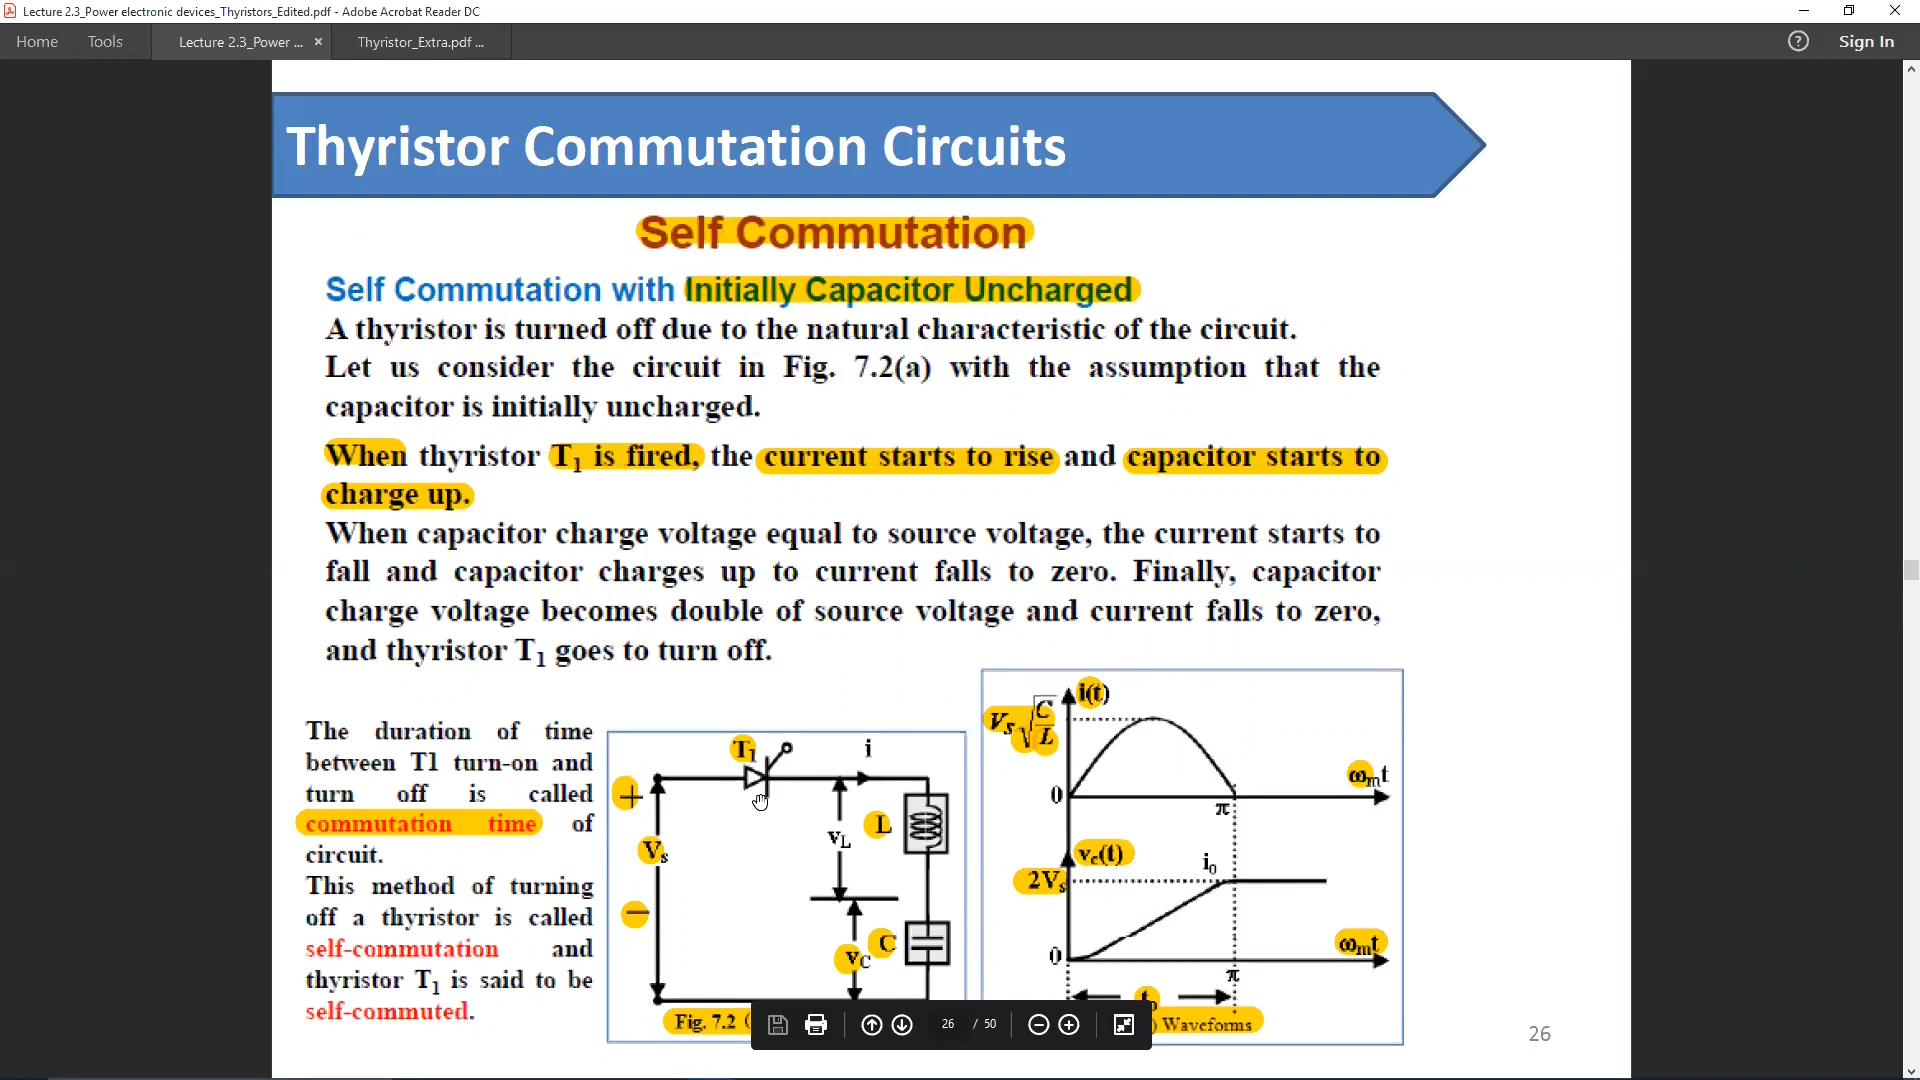 Lecture 2.3_Power electronic devices_Thyristors_Edited.pdf - Adobe Acrobat Reader DC
Home Tools Lecture 2.3_Power ... × Thyristor_Extra.pdf ... ? Sign In
Thyristor Commutation Circuits
Self Commutation
Self Commutation with Initially Capacitor Uncharged
A thyristor is turned off due to the natural characteristic of the circuit.
Let us consider the circuit in Fig. 7.2(a) with the assumption that the
capacitor is initially uncharged.
When thyristor T₁ is fired, the current starts to rise and capacitor starts to
charge up.
When capacitor charge voltage equal to source voltage, the current starts to
fall and capacitor charges up to current falls to zero. Finally, capacitor
charge voltage becomes double of source voltage and current falls to zero,
and thyristor T₁ goes to turn off.
The duration of time
between T1 turn-on and
turn off is called
commutation time of
circuit.
This method of turning
off a thyristor is called
self-commutation and
thyristor T₁ is said to be
self-commuted.
T₁ i
+
Vs
−
vL
L
vC
C
Fig. 7.2 (
i(t)
Vs√C/L
0
π
ωmt
vc(t)
2Vs
i₀
0
π
ωmt
) Waveforms
26 / 50
26